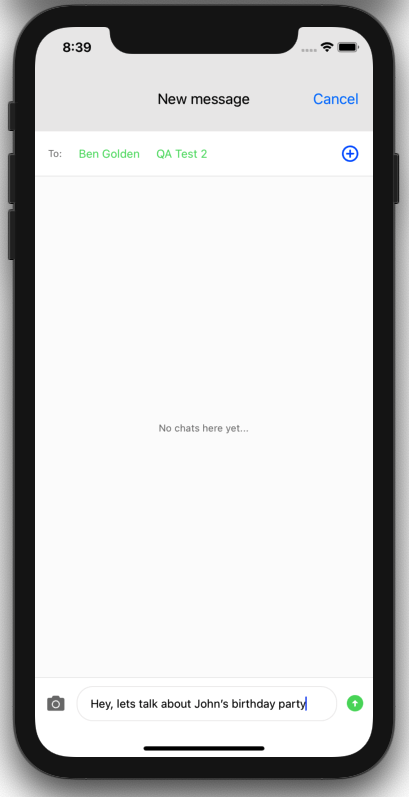 8:39
New message
Cancel
To:
Ben Golden
QA Test 2
No chats here yet...
Hey, lets talk about John's birthday party